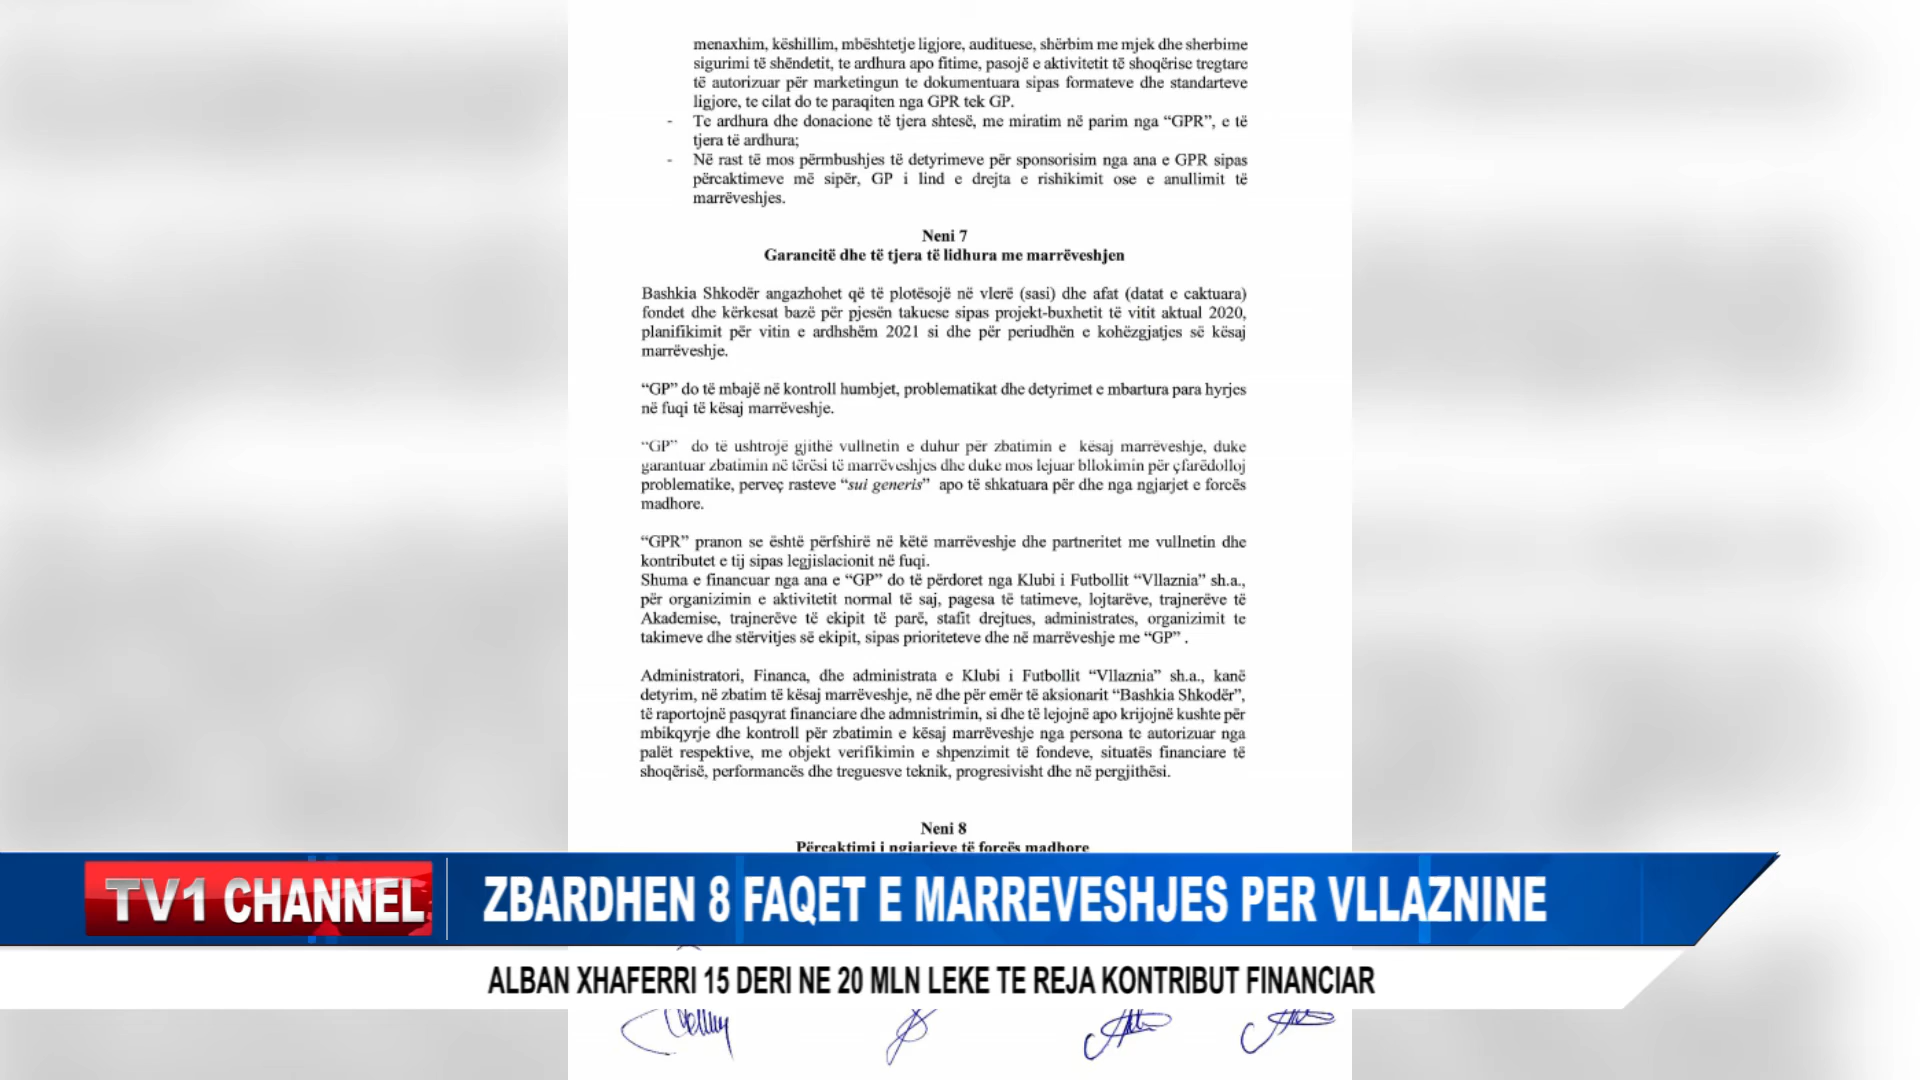 menaxhim, këshillim, mbështetje ligjore, audituese, shërbim me mjek dhe sherbime
sigurimi të shëndetit, te ardhura apo fitime, pasojë e aktivitetit të shoqërise tregtare
të autorizuar për marketingun te dokumentuara sipas formateve dhe standarteve
ligjore, te cilat do te paraqiten nga GPR tek GP.
- Te ardhura dhe donacione të tjera shtesë, me miratim në parim nga “GPR”, e të
tjera të ardhura;
- Në rast të mos përmbushjes të detyrimeve për sponsorisim nga ana e GPR sipas
përcaktimeve më sipër, GP i lind e drejta e rishikimit ose e anullimit të
marrëveshjes.
Neni 7
Garancitë dhe të tjera të lidhura me marrëveshjen
Bashkia Shkodër angazhohet që të plotësojë në vlerë (sasi) dhe afat (datat e caktuara)
fondet dhe kërkesat bazë për pjesën takuese sipas projekt-buxhetit të vitit aktual 2020,
planifikimit për vitin e ardhshëm 2021 si dhe për periudhën e kohëzgjatjes së kësaj
marrëveshje.
“GP” do të mbajë në kontroll humbjet, problematikat dhe detyrimet e mbartura para hyrjes
në fuqi të kësaj marrëveshje.
“GP” do të ushtrojë gjithë vullnetin e duhur për zbatimin e kësaj marrëveshje, duke
garantuar zbatimin në tërësi të marrëveshjes dhe duke mos lejuar bllokimin për çfarëdolloj
problematike, perveç rasteve “sui generis” apo të shkatuara për dhe nga ngjarjet e forcës
madhore.
“GPR” pranon se është përfshirë në këtë marrëveshje dhe partneritet me vullnetin dhe
kontributet e tij sipas legjislacionit në fuqi.
Shuma e financuar nga ana e “GP” do të përdoret nga Klubi i Futbollit “Vllaznia” sh.a.,
për organizimin e aktivitetit normal të saj, pagesa të tatimeve, lojtarëve, trajnerëve të
Akademise, trajnerëve të ekipit të parë, stafit drejtues, administrates, organizimit te
takimeve dhe stërvitjes së ekipit, sipas prioriteteve dhe në marrëveshje me “GP” .
Administratori, Financa, dhe administrata e Klubi i Futbollit “Vllaznia” sh.a., kanë
detyrim, në zbatim të kësaj marrëveshje, në dhe për emër të aksionarit “Bashkia Shkodër”,
të raportojnë pasqyrat financiare dhe admnistrimin, si dhe të lejojnë apo krijojnë kushte për
mbikqyrje dhe kontroll për zbatimin e kësaj marrëveshje nga persona te autorizuar nga
palët respektive, me objekt verifikimin e shpenzimit të fondeve, situatës financiare të
shoqërisë, performancës dhe treguesve teknik, progresivisht dhe në pergjithësi.
Neni 8
Përcaktimi i ngjarjeve të forcës madhore
TV1 CHANNEL
ZBARDHEN 8 FAQET E MARREVESHJES PER VLLAZNINE
ALBAN XHAFERRI 15 DERI NE 20 MLN LEKE TE REJA KONTRIBUT FINANCIAR